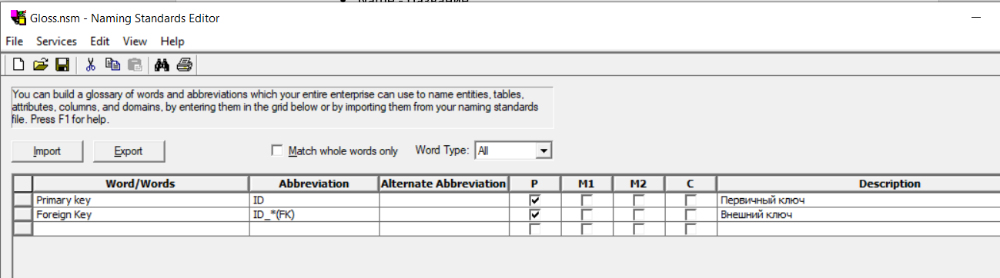 Name - Название
Gloss.nsm - Naming Standards Editor
File Services Edit View Help
You can build a glossary of words and abbreviations which your entire enterprise can use to name entities, tables,
attributes, columns, and domains, by entering them in the grid below or by importing them from your naming standards
file. Press F1 for help.
Import Export Match whole words only Word Type: All
Word/Words Abbreviation Alternate Abbreviation P M1 M2 C Description
Primary key ID Первичный ключ
Foreign Key ID_*(FK) Внешний ключ